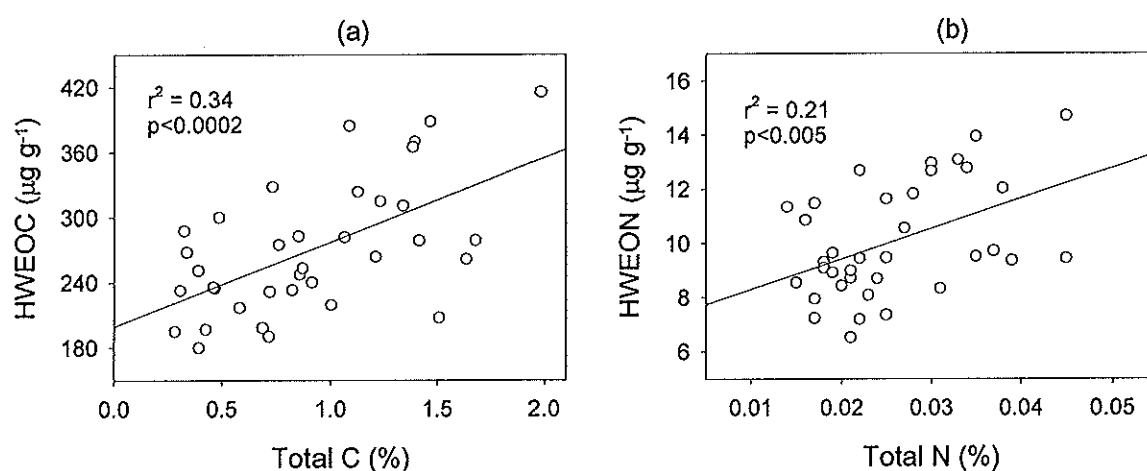 (a)
r² = 0.34
p<0.0002
HWEOC (µg g⁻¹)
420
360
300
240
180
0.0 0.5 1.0 1.5 2.0
Total C (%)
(b)
r² = 0.21
p<0.005
HWEON (µg g⁻¹)
16
14
12
10
8
6
0.01 0.02 0.03 0.04 0.05
Total N (%)